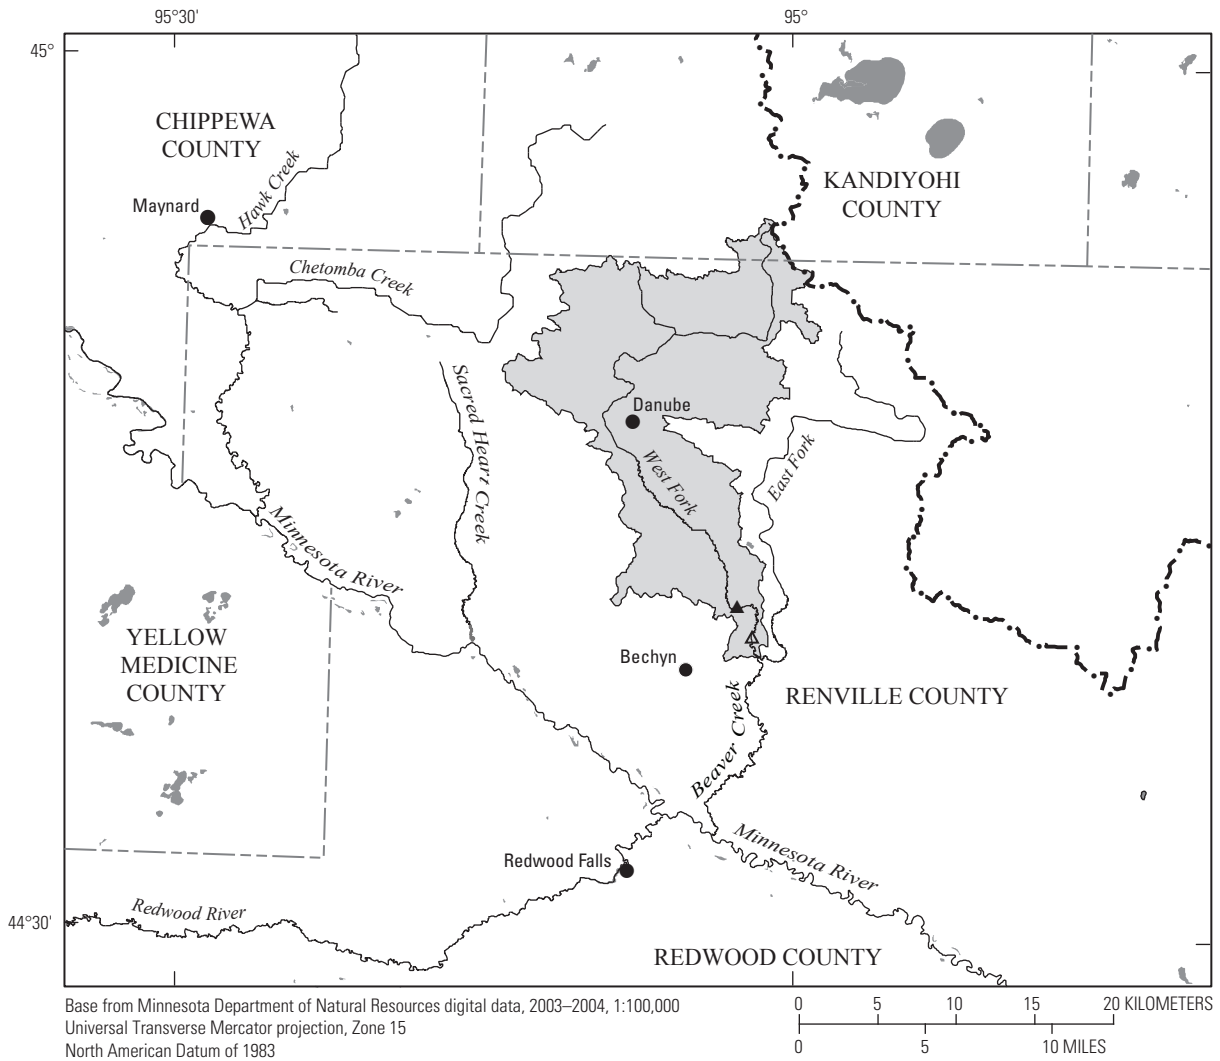 95°30'
95°
45°
CHIPPEWA
COUNTY
Hawk Creek
Maynard
KANDIYOHI
COUNTY
Chetomba Creek
Sacred Heart Creek
Danube
West Fork
East Fork
Minnesota River
YELLOW
MEDICINE
COUNTY
Bechyn
RENVILLE COUNTY
Beaver Creek
Minnesota River
Redwood Falls
Redwood River
44°30'
REDWOOD COUNTY
Base from Minnesota Department of Natural Resources digital data, 2003–2004, 1:100,000
Universal Transverse Mercator projection, Zone 15
North American Datum of 1983
0 5 10 15 20 KILOMETERS
0 5 10 MILES